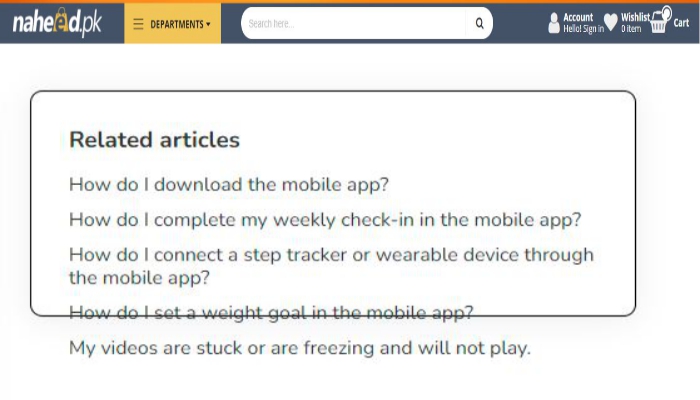 naheed.pk
DEPARTMENTS
Search here...
Account
Hello! Sign in
Wishlist
0 item
0
Cart
Related articles
How do I download the mobile app?
How do I complete my weekly check-in in the mobile app?
How do I connect a step tracker or wearable device through
the mobile app?
How do I set a weight goal in the mobile app?
My videos are stuck or are freezing and will not play.